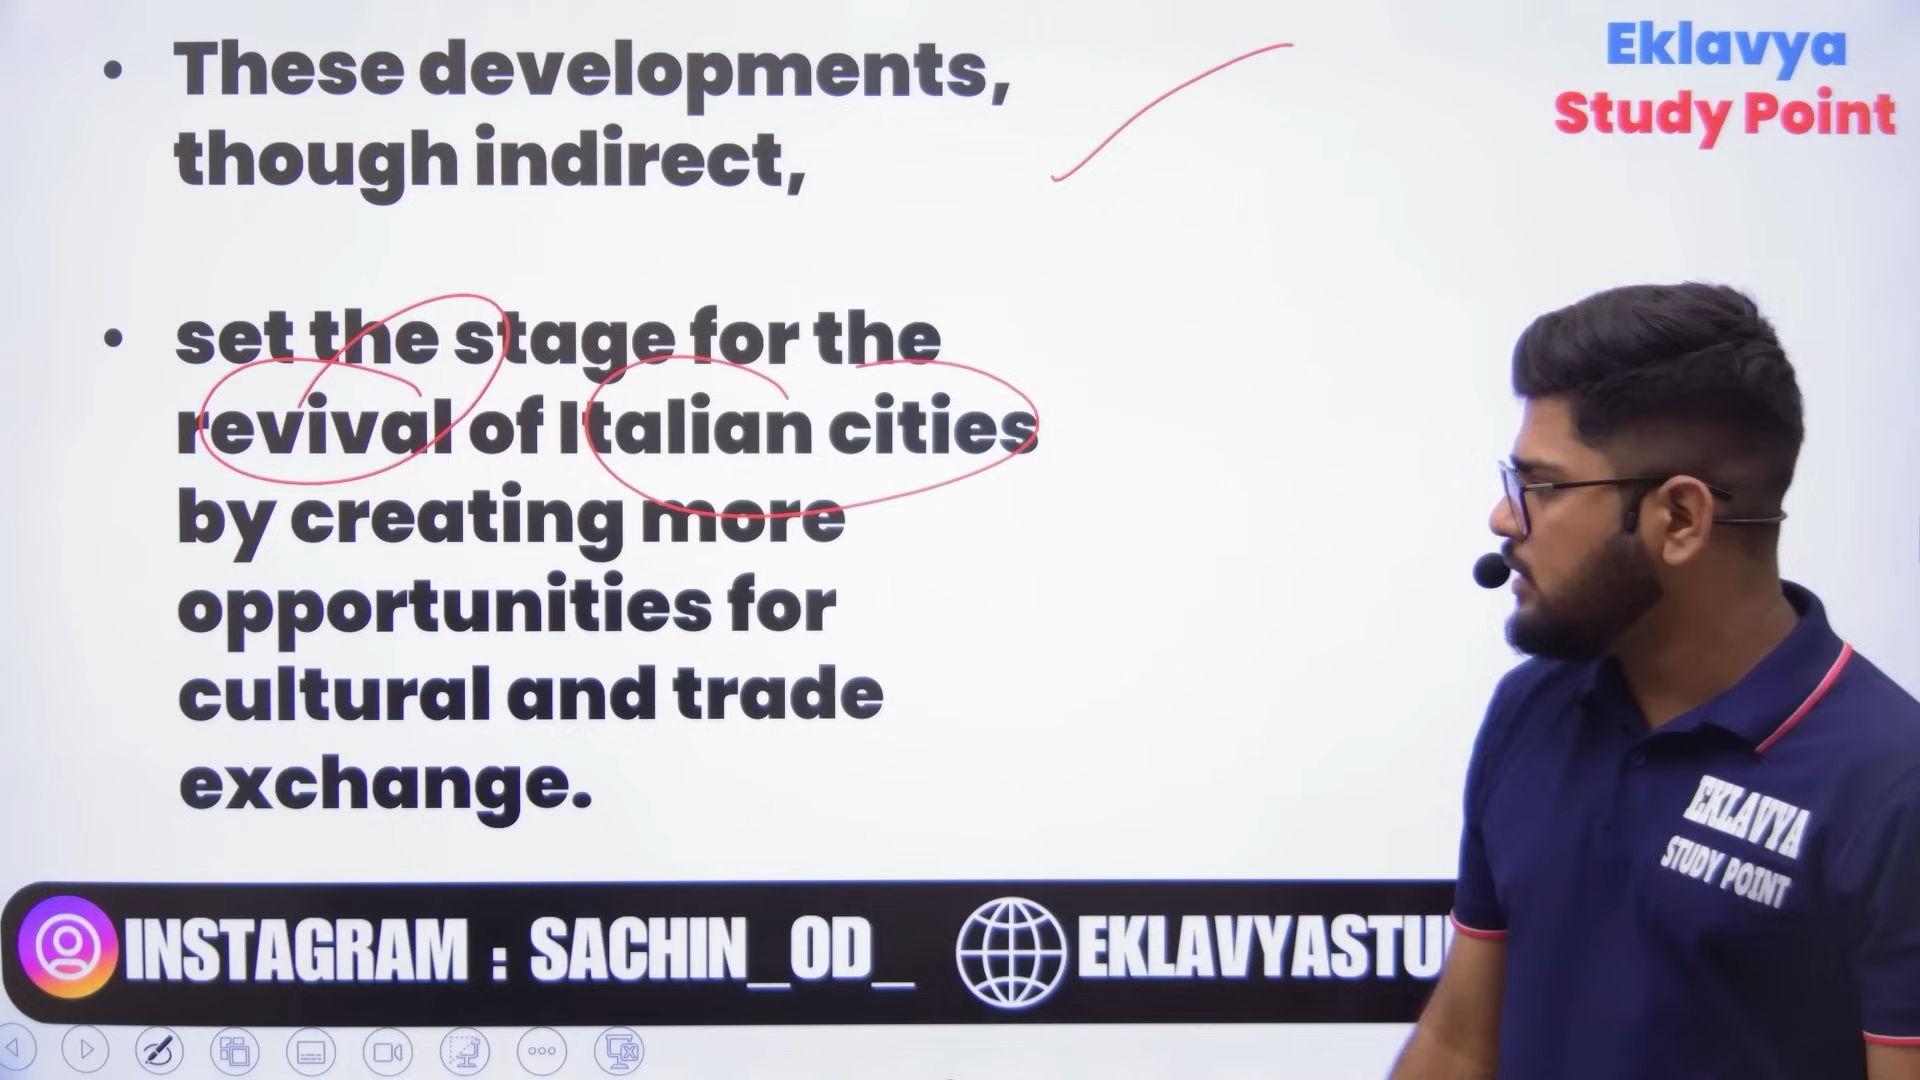 • These developments,
though indirect,
• set the stage for the
revival of Italian cities
by creating more
opportunities for
cultural and trade
exchange.
Eklavya
Study Point
EKLAVYA
STUDY POINT
INSTAGRAM : SACHIN_OD_ EKLAVYASTU